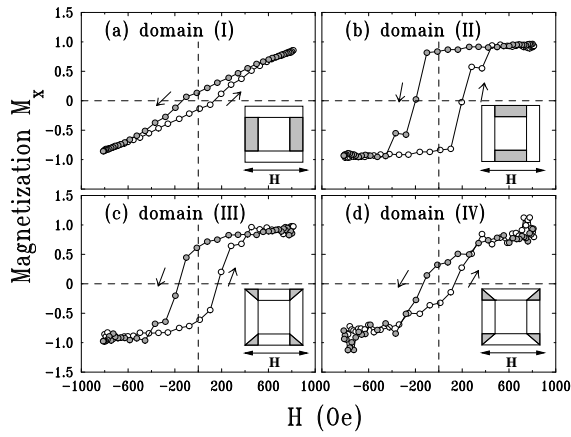 (a) domain (I)
(b) domain (II)
1.5
1.0
0.5
0
-0.5
-1.0
H
H
(c) domain (III)
(d) domain (IV)
1.5
1.0
0.5
0
-0.5
-1.0
-1.5
H
H
-1000 -600 -200 200 600 1000
-600 -200 200 600 1000
Magnetization Mx
H (Oe)